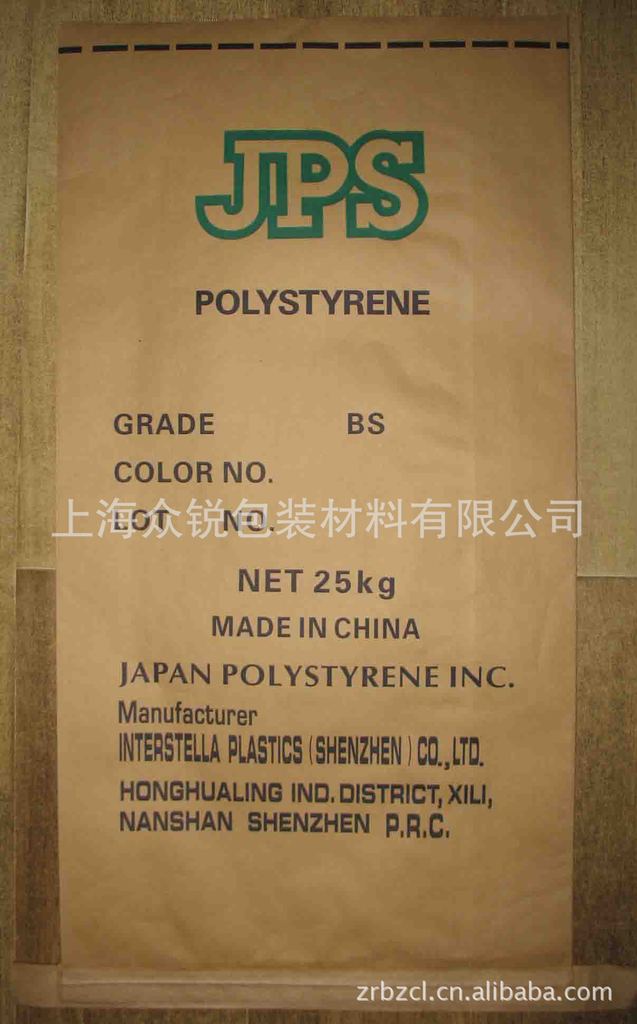 JPS
POLYSTYRENE
GRADE BS
COLOR NO.
LOT NO.
上海众锐包装材料有限公司
NET 25kg
MADE IN CHINA
JAPAN POLYSTYRENE INC.
Manufacturer
INTERSTELLA PLASTICS (SHENZHEN) CO.,LTD.
HONGHUALING IND. DISTRICT, XILI,
NANSHAN SHENZHEN P.R.C.
zrbzcl.cn.alibaba.com